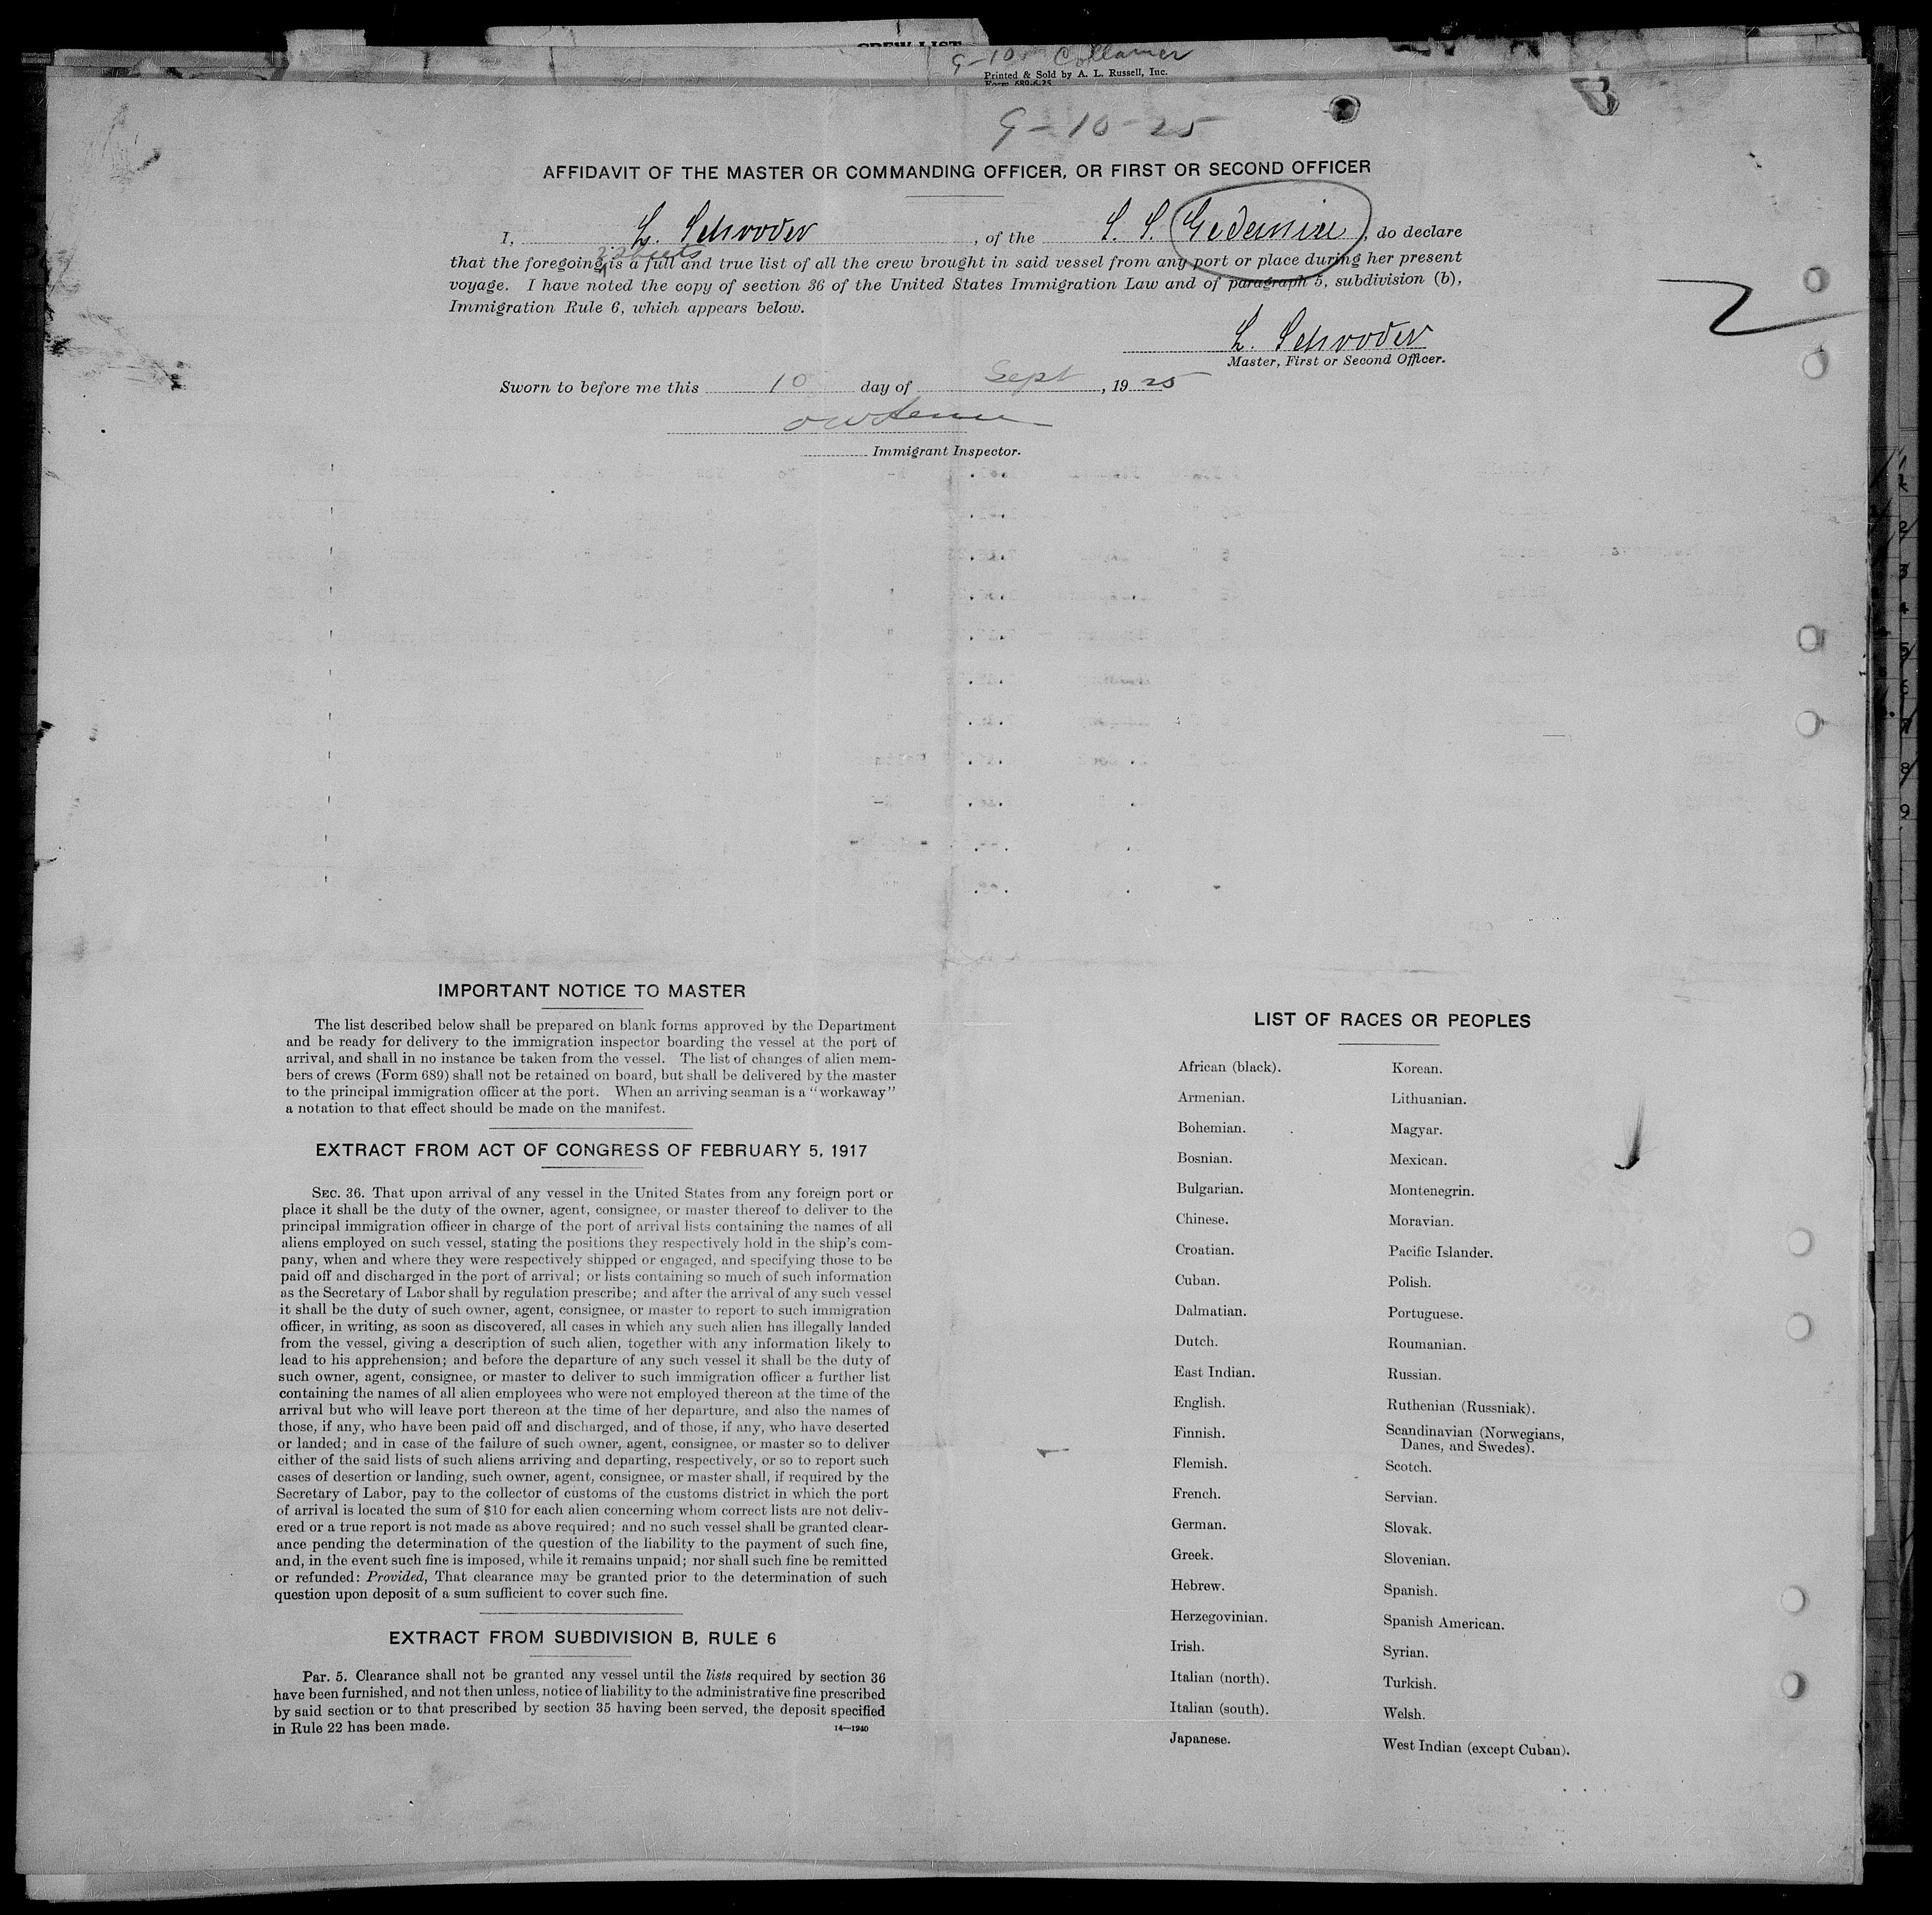 CREW LIST
9-10 Collamer
Printed & Sold by A. L. Russell, Inc.
Form 689-6-25
9-10-25
AFFIDAVIT OF THE MASTER OR COMMANDING OFFICER, OR FIRST OR SECOND OFFICER
I, L. Schroder, of the S. S. , do declare
2 sheets
that the foregoing is a full and true list of all the crew brought in said vessel from any port or place during her present
voyage. I have noted the copy of section 36 of the United States Immigration Law and of paragraph 5, subdivision (b),
Immigration Rule 6, which appears below.
L. Schroder
Master, First or Second Officer.
Sworn to before me this 10 day of Sept, 1925
Immigrant Inspector.
IMPORTANT NOTICE TO MASTER
The list described below shall be prepared on blank forms approved by the Department
and be ready for delivery to the immigration inspector boarding the vessel at the port of
arrival, and shall in no instance be taken from the vessel. The list of changes of alien mem-
bers of crews (Form 689) shall not be retained on board, but shall be delivered by the master
to the principal immigration officer at the port. When an arriving seaman is a "workaway"
a notation to that effect should be made on the manifest.
EXTRACT FROM ACT OF CONGRESS OF FEBRUARY 5, 1917
SEC. 36. That upon arrival of any vessel in the United States from any foreign port or
place it shall be the duty of the owner, agent, consignee, or master thereof to deliver to the
principal immigration officer in charge of the port of arrival lists containing the names of all
aliens employed on such vessel, stating the positions they respectively hold in the ship's com-
pany, when and where they were respectively shipped or engaged, and specifying those to be
paid off and discharged in the port of arrival; or lists containing so much of such information
as the Secretary of Labor shall by regulation prescribe; and after the arrival of any such vessel
it shall be the duty of such owner, agent, consignee, or master to report to such immigration
officer, in writing, as soon as discovered, all cases in which any such alien has illegally landed
from the vessel, giving a description of such alien, together with any information likely to
lead to his apprehension; and before the departure of any such vessel it shall be the duty of
such owner, agent, consignee, or master to deliver to such immigration officer a further list
containing the names of all alien employees who were not employed thereon at the time of the
arrival but who will leave port thereon at the time of her departure, and also the names of
those, if any, who have been paid off and discharged, and of those, if any, who have deserted
or landed; and in case of the failure of such owner, agent, consignee, or master so to deliver
either of the said lists of such aliens arriving and departing, respectively, or so to report such
cases of desertion or landing, such owner, agent, consignee, or master shall, if required by the
Secretary of Labor, pay to the collector of customs of the customs district in which the port
of arrival is located the sum of $10 for each alien concerning whom correct lists are not deliv-
ered or a true report is not made as above required; and no such vessel shall be granted clear-
ance pending the determination of the question of the liability to the payment of such fine,
and, in the event such fine is imposed, while it remains unpaid; nor shall such fine be remitted
or refunded: Provided, That clearance may be granted prior to the determination of such
question upon deposit of a sum sufficient to cover such fine.
EXTRACT FROM SUBDIVISION B, RULE 6
Par. 5. Clearance shall not be granted any vessel until the lists required by section 36
have been furnished, and not then unless, notice of liability to the administrative fine prescribed
by said section or to that prescribed by section 35 having been served, the deposit specified
in Rule 22 has been made.
14—1940
LIST OF RACES OR PEOPLES
African (black).
Armenian.
Bohemian.
Bosnian.
Bulgarian.
Chinese.
Croatian.
Cuban.
Dalmatian.
Dutch.
East Indian.
English.
Finnish.
Flemish.
French.
German.
Greek.
Hebrew.
Herzegovinian.
Irish.
Italian (north).
Italian (south).
Japanese.
Korean.
Lithuanian.
Magyar.
Mexican.
Montenegrin.
Moravian.
Pacific Islander.
Polish.
Portuguese.
Roumanian.
Russian.
Ruthenian (Russniak).
Scandinavian (Norwegians,
Danes, and Swedes).
Scotch.
Servian.
Slovak.
Slovenian.
Spanish.
Spanish American.
Syrian.
Turkish.
Welsh.
West Indian (except Cuban).
1
2
3
4
5
6
7
8
9